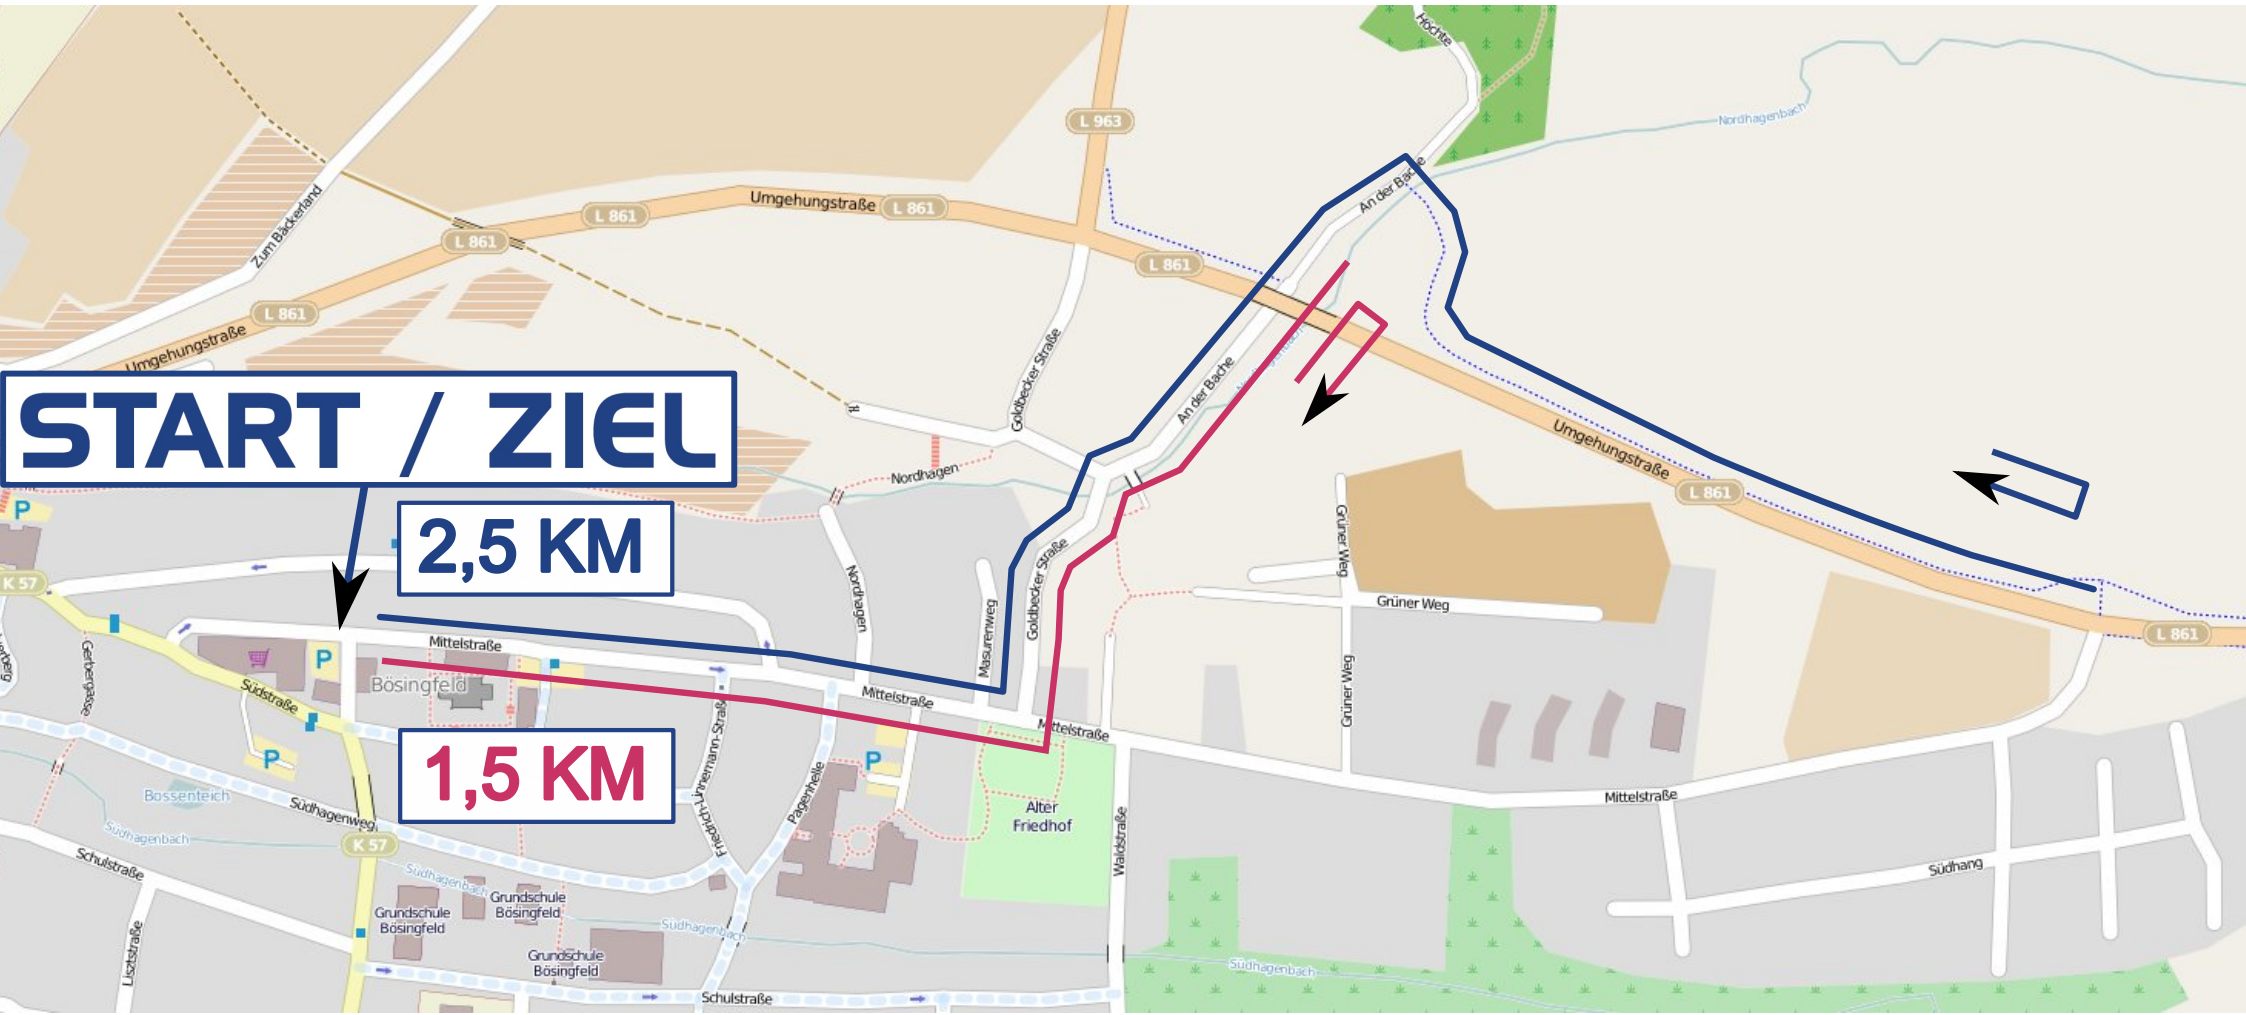 Höchte
L 963
Nordhagenbach
An der Bache
Zum Bäckerland
L 861
Umgehungstraße
L 861
L 861
L 861
L 861
Umgehungstraße
START / ZIEL
2,5 KM
1,5 KM
Goldbecker Straße
An der Bache
Umgehungstraße
L 861
L 861
Nordhagen
P
K 57
Nordhagen
Masurenweg
Goldbecker Straße
Grüner Weg
Grüner Weg
Grüner Weg
Gerbergasse
Mittelstraße
P
Bösingfeld
Südstraße
Mittelstraße
Mittelstraße
Mittelstraße
P
P
Bossenteich
Südhagenweg
Friedrich-Linnemann-Straße
Pagenhelle
Alter
Friedhof
Waldstraße
Südhagenbach
K 57
Schulstraße
Südhagenbach
Grundschule
Bösingfeld
Grundschule
Bösingfeld
Grundschule
Bösingfeld
Südhagenbach
Südhagenbach
Südhang
Lisztstraße
Schulstraße